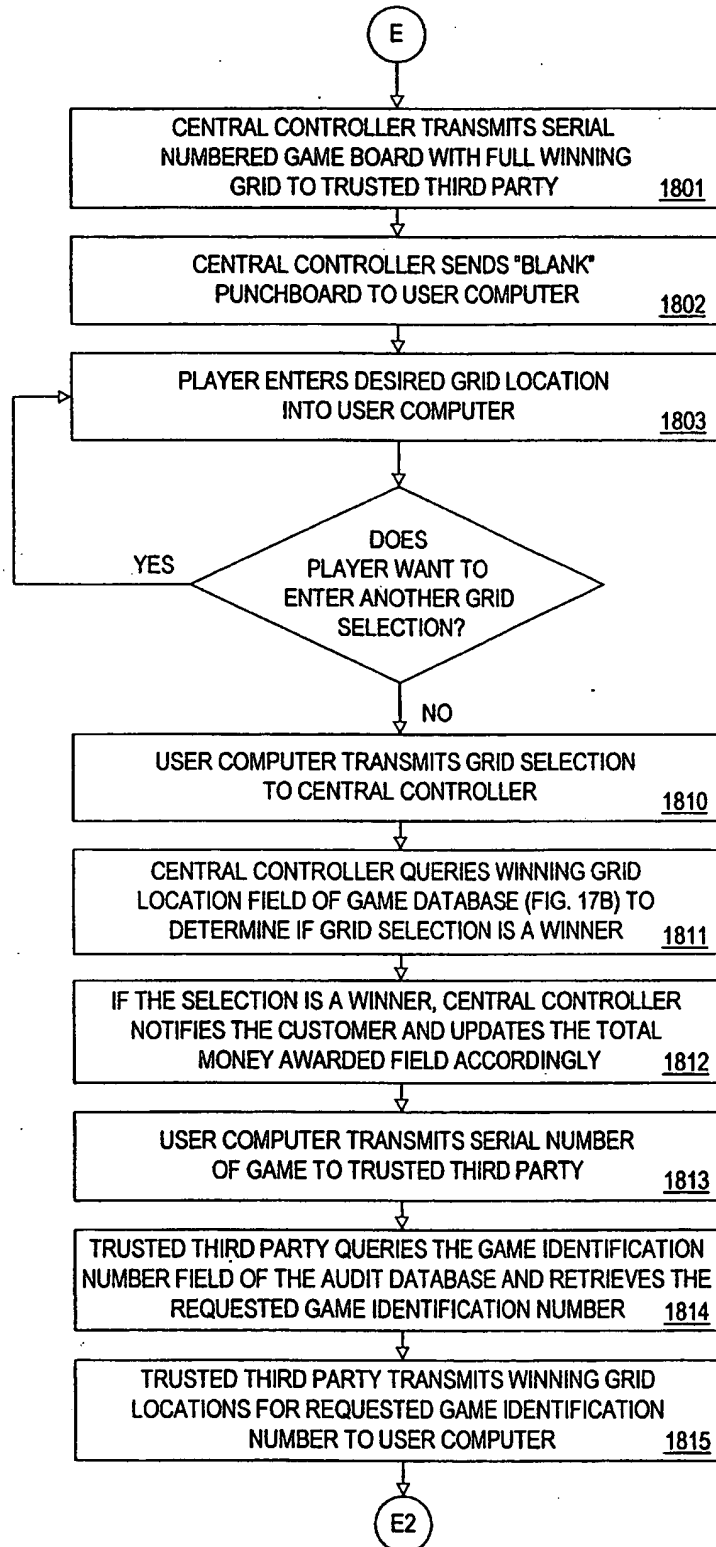 E
CENTRAL CONTROLLER TRANSMITS SERIAL
NUMBERED GAME BOARD WITH FULL WINNING
GRID TO TRUSTED THIRD PARTY 1801
CENTRAL CONTROLLER SENDS "BLANK"
PUNCHBOARD TO USER COMPUTER 1802
PLAYER ENTERS DESIRED GRID LOCATION
INTO USER COMPUTER 1803
DOES
YES PLAYER WANT TO
ENTER ANOTHER GRID
SELECTION?
NO
USER COMPUTER TRANSMITS GRID SELECTION
TO CENTRAL CONTROLLER 1810
CENTRAL CONTROLLER QUERIES WINNING GRID
LOCATION FIELD OF GAME DATABASE (FIG. 17B) TO
DETERMINE IF GRID SELECTION IS A WINNER 1811
IF THE SELECTION IS A WINNER, CENTRAL CONTROLLER
NOTIFIES THE CUSTOMER AND UPDATES THE TOTAL
MONEY AWARDED FIELD ACCORDINGLY 1812
USER COMPUTER TRANSMITS SERIAL NUMBER
OF GAME TO TRUSTED THIRD PARTY 1813
TRUSTED THIRD PARTY QUERIES THE GAME IDENTIFICATION
NUMBER FIELD OF THE AUDIT DATABASE AND RETRIEVES THE
REQUESTED GAME IDENTIFICATION NUMBER 1814
TRUSTED THIRD PARTY TRANSMITS WINNING GRID
LOCATIONS FOR REQUESTED GAME IDENTIFICATION
NUMBER TO USER COMPUTER 1815
E2